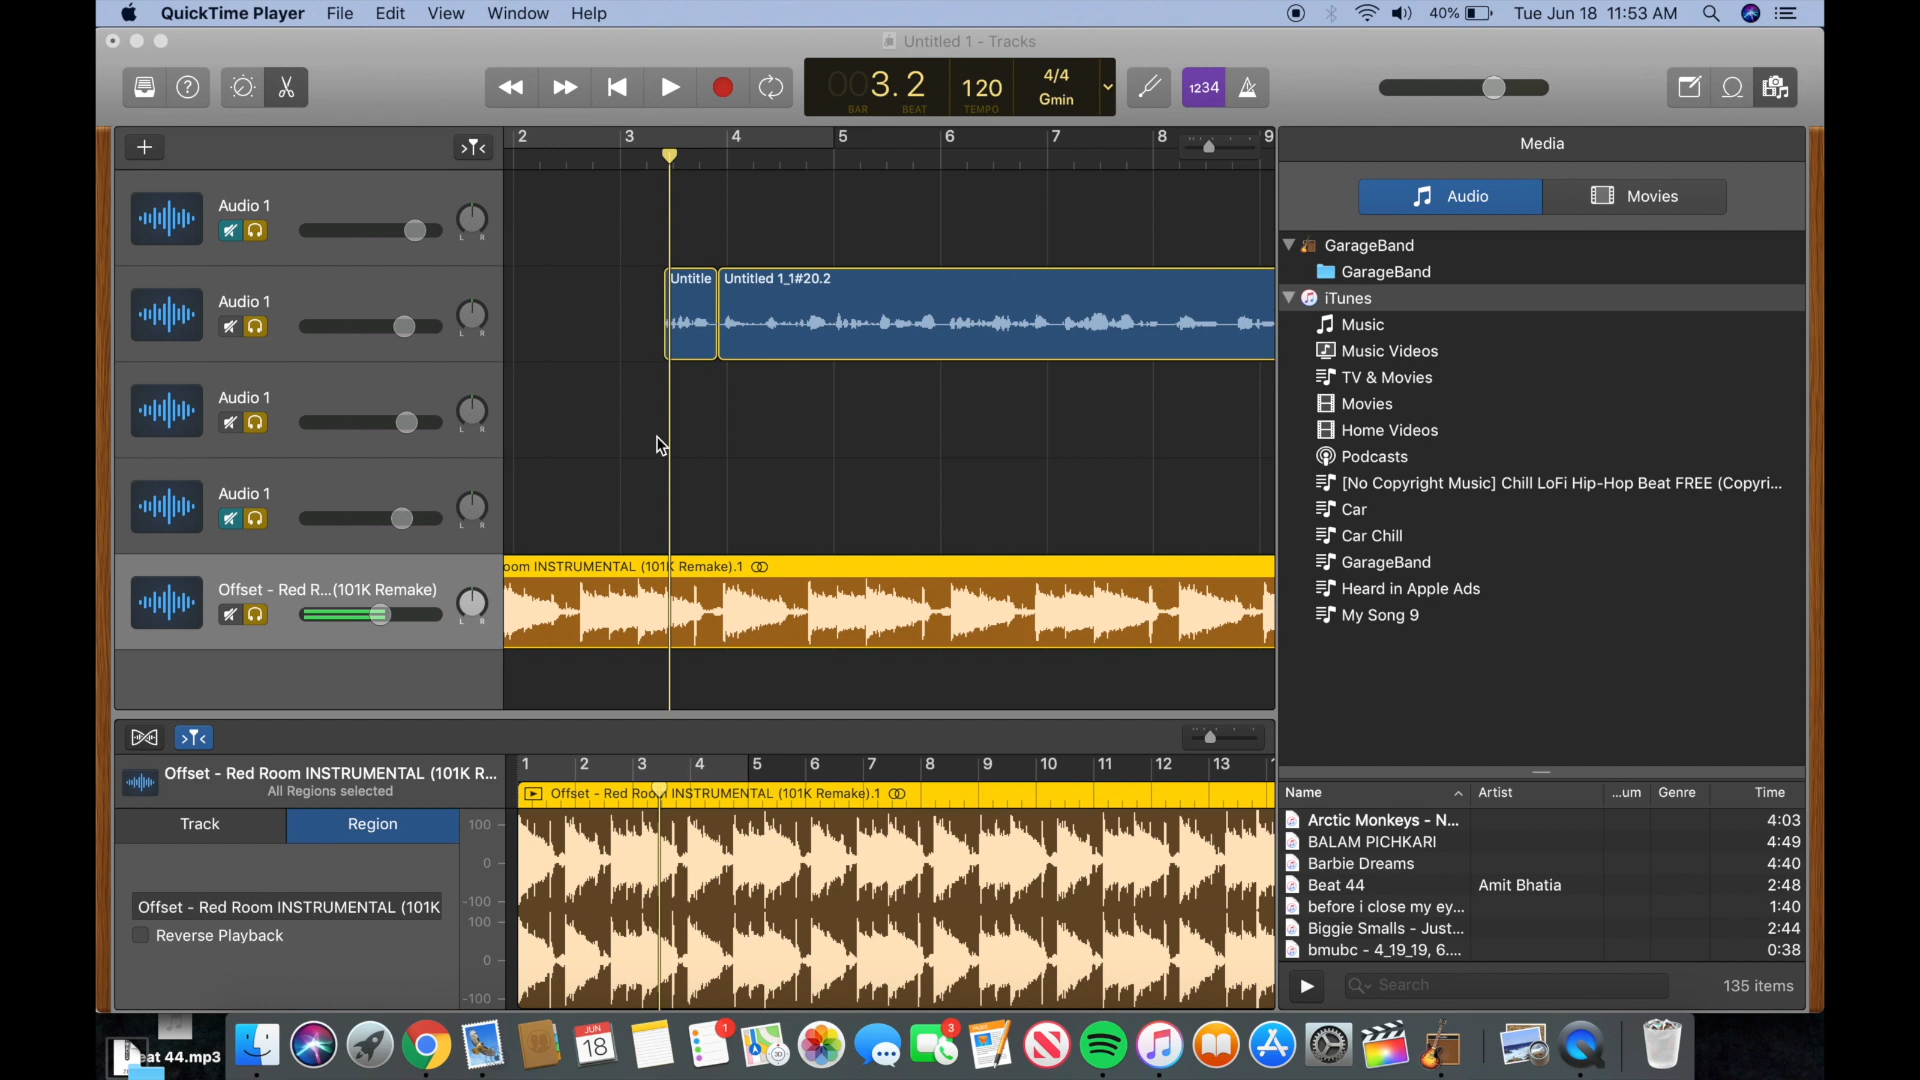 QuickTime Player File Edit View Window Help 40% Tue Jun 18 11:53 AM
Untitled 1 - Tracks
003.2 120 4/4 Gmin
BAR BEAT TEMPO
1234
2 3 4 5 6 7 8 9
Audio 1
L R
Untitle Untitled 1_1#20.2
Audio 1
L R
Audio 1
L R
Audio 1
L R
oom INSTRUMENTAL (101K Remake).1
Offset - Red R...(101K Remake)
L R
Offset - Red Room INSTRUMENTAL (101K R...
All Regions selected
Track Region
Offset - Red Room INSTRUMENTAL (101K
Reverse Playback
1 2 3 4 5 6 7 8 9 10 11 12 13
Offset - Red Room INSTRUMENTAL (101K Remake).1
100
0
-100
100
0
-100
Media
Audio Movies
GarageBand
GarageBand
iTunes
Music
Music Videos
TV & Movies
Movies
Home Videos
Podcasts
[No Copyright Music] Chill LoFi Hip-Hop Beat FREE (Copyri...
Car
Car Chill
GarageBand
Heard in Apple Ads
My Song 9
Name Artist ...um Genre Time
Arctic Monkeys - N... 4:03
BALAM PICHKARI 4:49
Barbie Dreams 4:40
Beat 44 Amit Bhatia 2:48
before i close my ey... 1:40
Biggie Smalls - Just... 2:44
bmubc - 4_19_19, 6.... 0:38
Search 135 items
eat 44.mp3
JUN
18
1
3D
3
PAGES